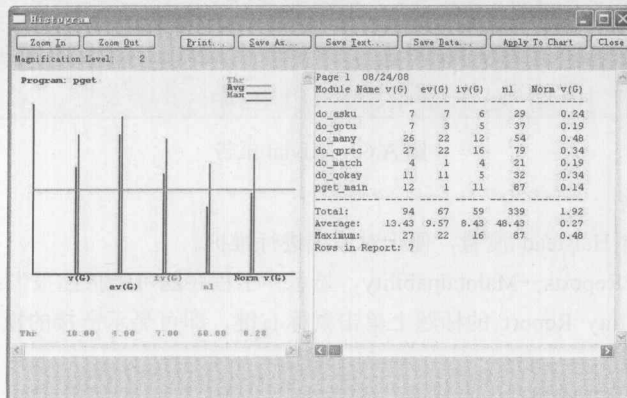 Histogram
Zoom In Zoom Out Print... Save As... Save Text... Save Data... Apply To Chart Close
Magnification Level: 2
Program: pget
Thr
Avg
Max
v(G) iv(G) Norm v(G)
ev(G) nl
Thr. 10.00 4.00 7.00 60.00 0.28
Page 1 08/24/08
Module Name v(G) ev(G) iv(G) nl Norm v(G)
do_asku 7 7 6 29 0.24
do_gotu 7 3 5 37 0.19
do_many 26 22 12 54 0.48
do_qprec 27 22 16 79 0.34
do_match 4 1 4 21 0.19
do_qokay 11 11 5 32 0.34
pget_main 12 1 11 87 0.14
Total: 94 67 59 339 1.92
Average: 13.43 9.57 8.43 48.43 0.27
Maximum: 27 22 16 87 0.48
Rows in Report: 7